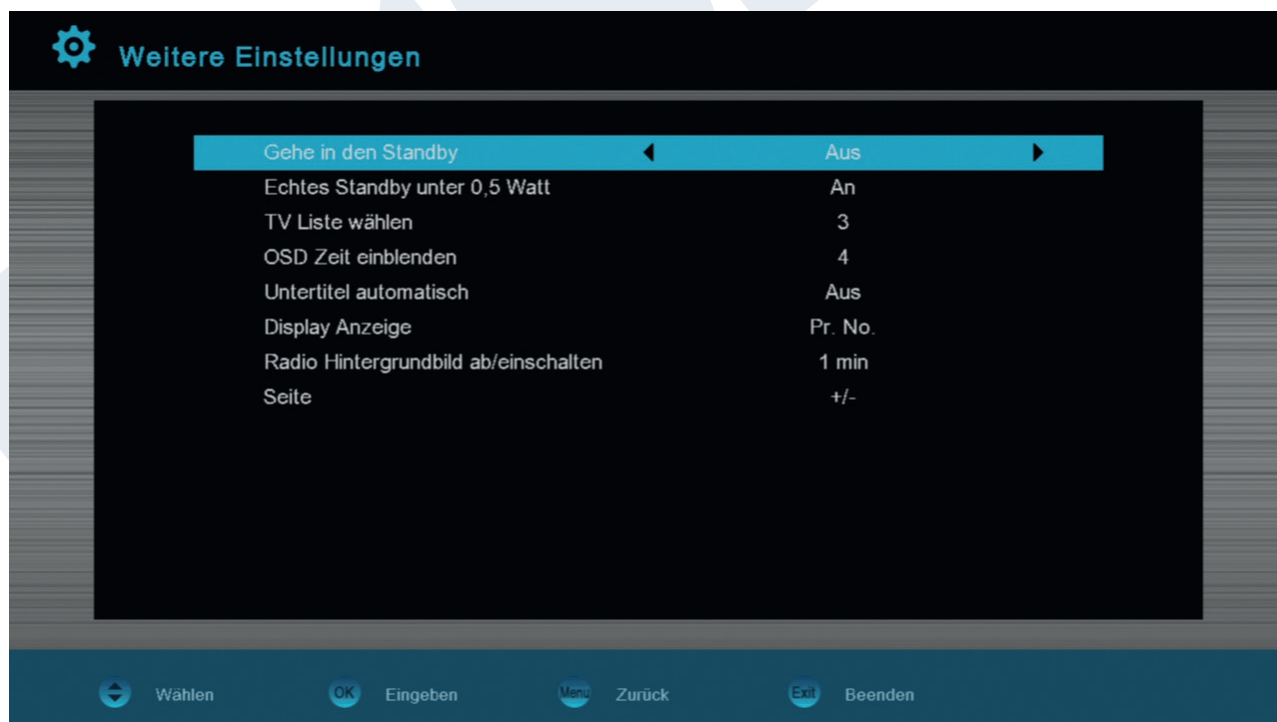 Weitere Einstellungen
Gehe in den Standby Aus
Echtes Standby unter 0,5 Watt An
TV Liste wählen 3
OSD Zeit einblenden 4
Untertitel automatisch Aus
Display Anzeige Pr. No.
Radio Hintergrundbild ab/einschalten 1 min
Seite +/-
Wählen OK Eingeben Menu Zurück Exit Beenden